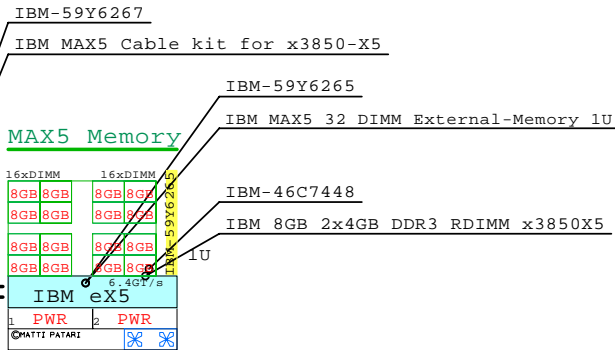 IBM-59Y6267
IBM MAX5 Cable kit for x3850-X5
IBM-59Y6265
IBM MAX5 32 DIMM External-Memory 1U
MAX5 Memory
16xDIMM 16xDIMM
IBM-59Y6265
8GB 8GB 8GB 8GB
8GB 8GB 8GB 8GB
8GB 8GB 8GB 8GB
8GB 8GB 8GB 8GB
IBM-46C7448
IBM 8GB 2x4GB DDR3 RDIMM x3850X5
1U
6.4GT/s
IBM eX5
1 PWR 2 PWR
©MATTI PATARI